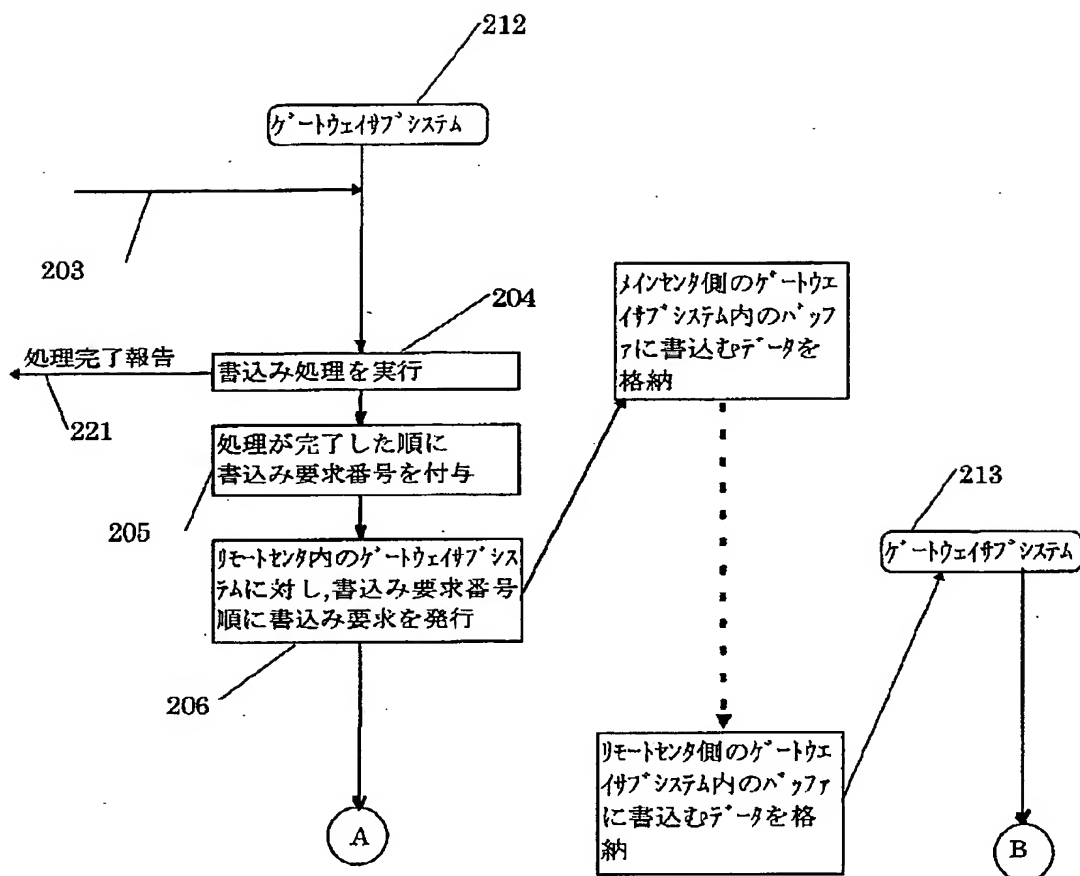 212
ｹﾞｰﾄｳｪｲｻﾌﾞｼｽﾃﾑ
203
204
処理完了報告
書込み処理を実行
221
処理が完了した順に
書込み要求番号を付与
205
ﾘﾓｰﾄｾﾝﾀ内のｹﾞｰﾄｳｪｲｻﾌﾞｼｽ
ﾃﾑに対し,書込み要求番号
順に書込み要求を発行
206
A
ﾒｲﾝｾﾝﾀ側のｹﾞｰﾄｳｴ
ｲｻﾌﾞｼｽﾃﾑ内のﾊﾞｯﾌ
ｧに書込むﾃﾞｰﾀを
格納
ﾘﾓｰﾄｾﾝﾀ側のｹﾞｰﾄｳｴ
ｲｻﾌﾞｼｽﾃﾑ内のﾊﾞｯﾌｧ
に書込むﾃﾞｰﾀを格
納
213
ｹﾞｰﾄｳｪｲｻﾌﾞｼｽﾃﾑ
B